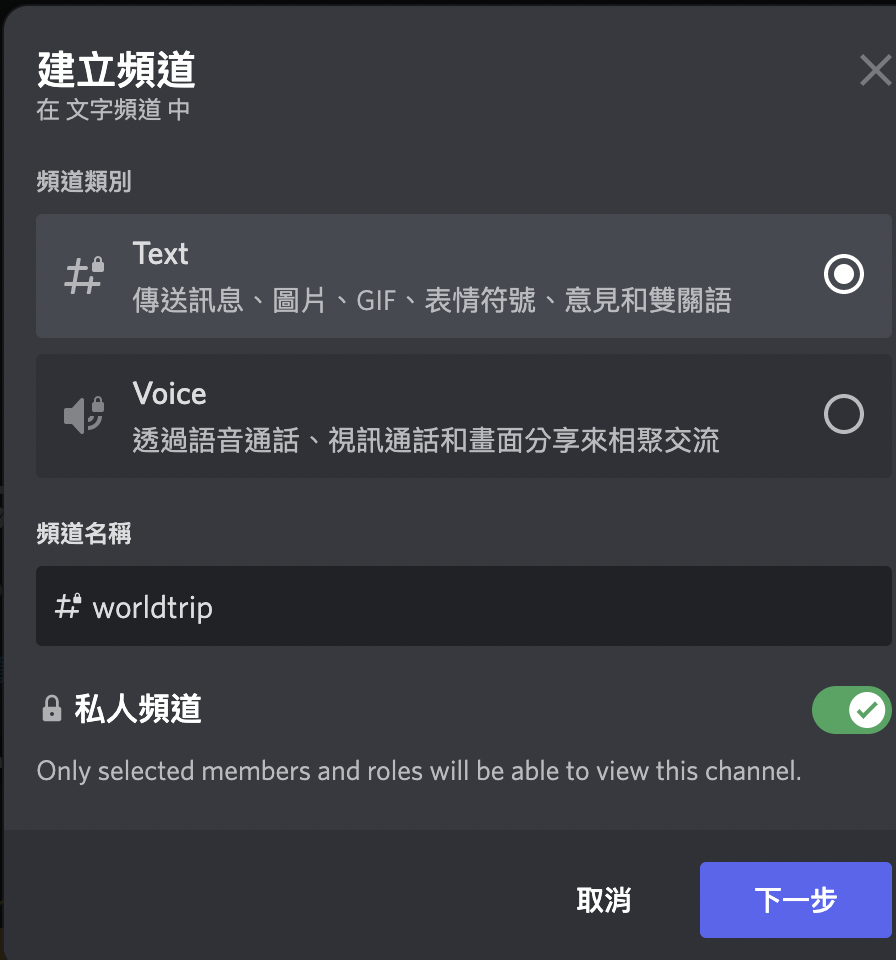 建立頻道
在 文字頻道 中
頻道類別
Text
傳送訊息、圖片、GIF、表情符號、意見和雙關語
Voice
透過語音通話、視訊通話和畫面分享來相聚交流
頻道名稱
# worldtrip
私人頻道
Only selected members and roles will be able to view this channel.
取消
下一步